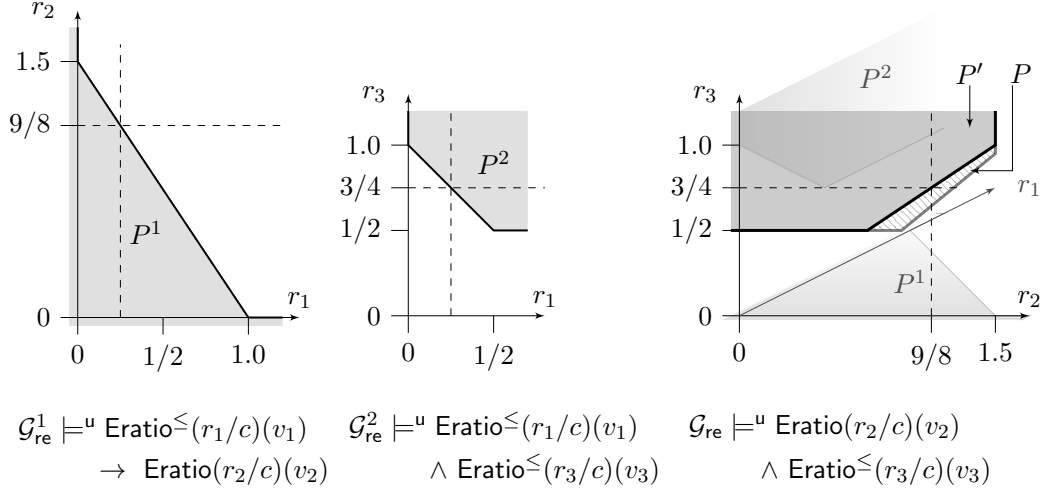 r₂
1.5
9/8
P¹
0
r₁
0
1/2
1.0
r₃
1.0
3/4
P²
1/2
0
r₁
0
1/2
P²
P′
P
r₃
1.0
3/4
r₁
1/2
P¹
0
r₂
0
9/8
1.5
𝒢¹re ⊨ᵘ Eratio≤(r₁/c)(v₁)
→ Eratio(r₂/c)(v₂)
𝒢²re ⊨ᵘ Eratio≤(r₁/c)(v₁)
∧ Eratio≤(r₃/c)(v₃)
𝒢re ⊨ᵘ Eratio(r₂/c)(v₂)
∧ Eratio≤(r₃/c)(v₃)